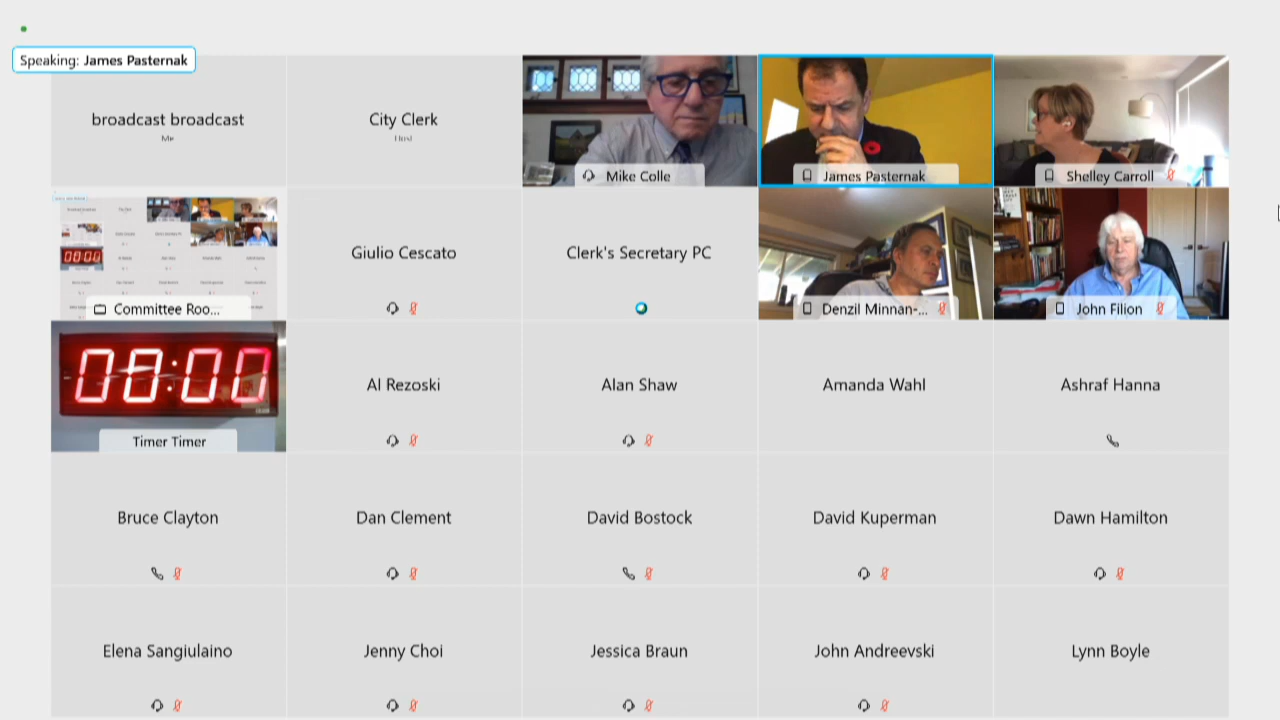 Speaking: James Pasternak
broadcast broadcast
Me
City Clerk
Host
Mike Colle
James Pasternak
Shelley Carroll
Committee Roo...
Giulio Cescato
Clerk's Secretary PC
Denzil Minnan-...
John Filion
08:00
Timer Timer
Al Rezoski
Alan Shaw
Amanda Wahl
Ashraf Hanna
Bruce Clayton
Dan Clement
David Bostock
David Kuperman
Dawn Hamilton
Elena Sangiulaino
Jenny Choi
Jessica Braun
John Andreevski
Lynn Boyle